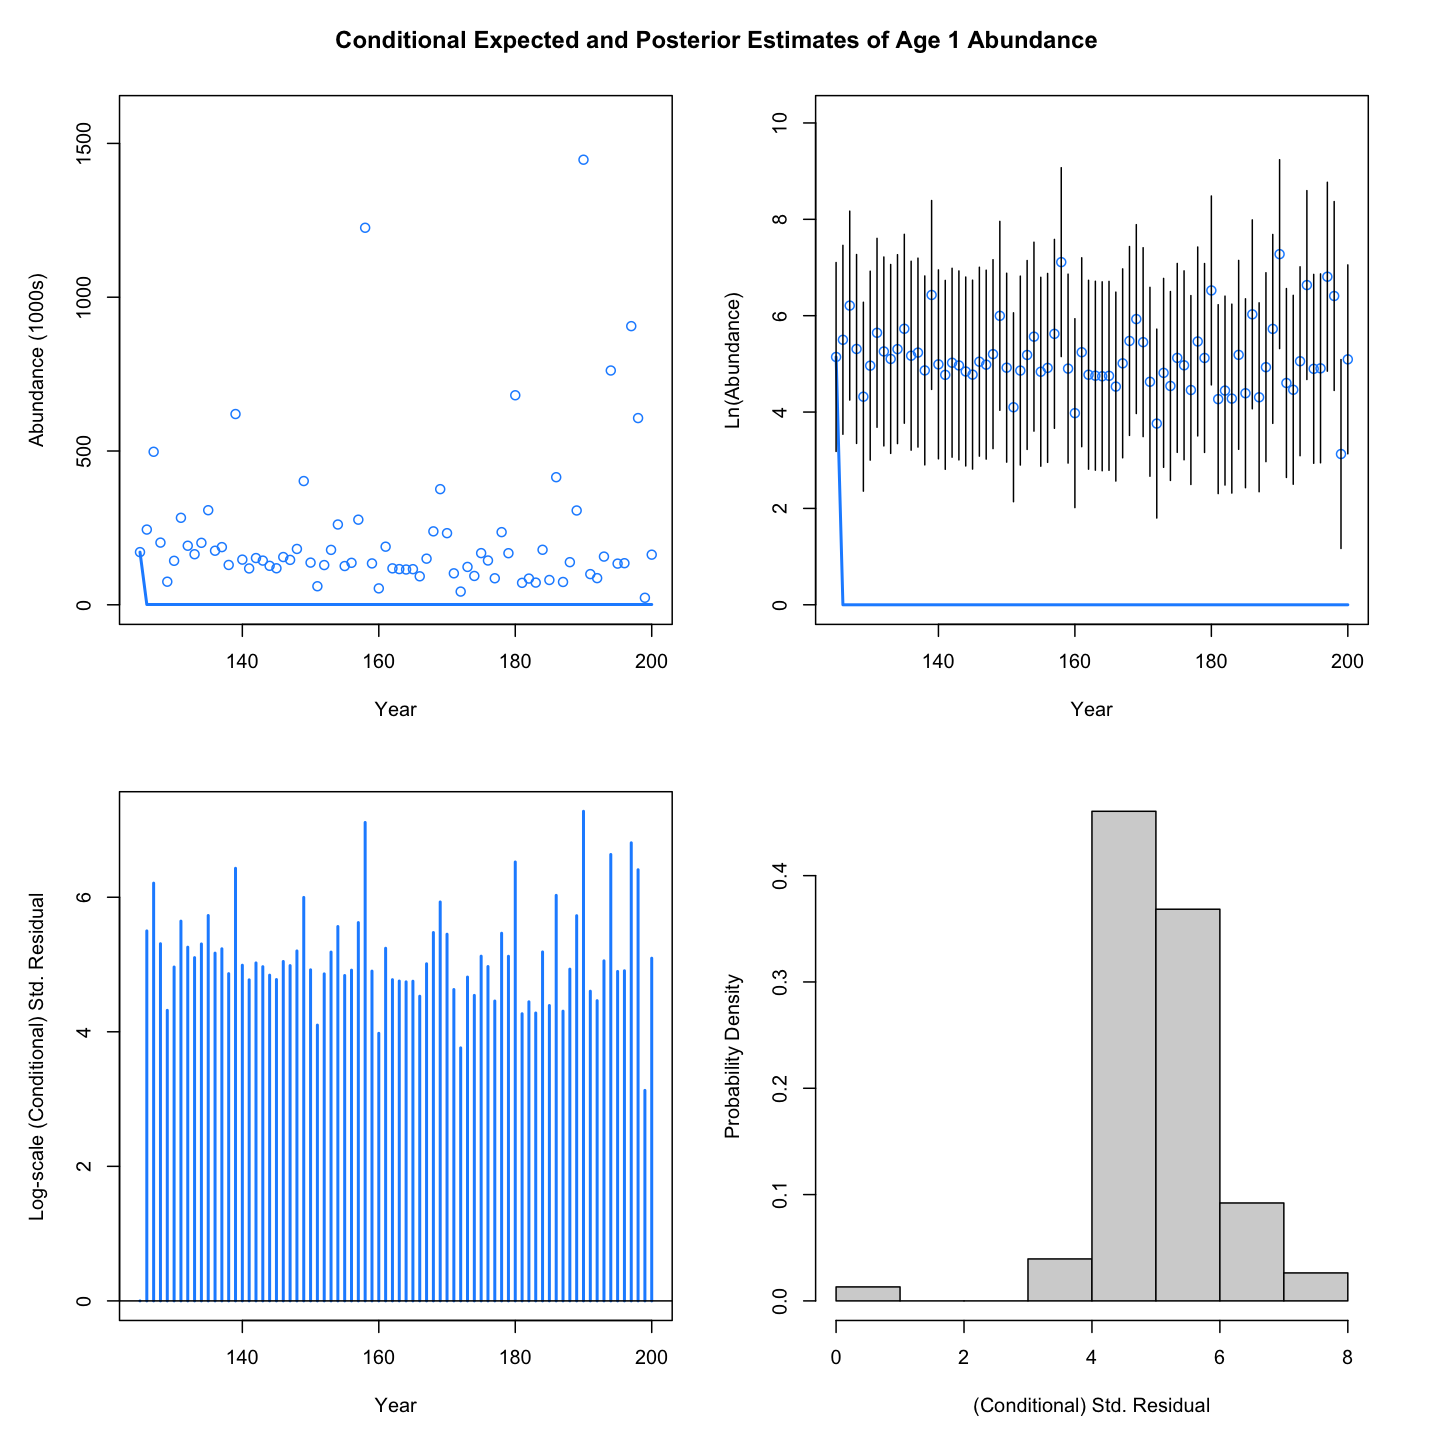 Conditional Expected and Posterior Estimates of Age 1 Abundance
Abundance (1000s)
1500
1000
500
0
140 160 180 200
Year
Ln(Abundance)
10
8
6
4
2
0
140 160 180 200
Year
Log-scale (Conditional) Std. Residual
6
4
2
0
140 160 180 200
Year
Probability Density
0.4
0.3
0.2
0.1
0.0
0 2 4 6 8
(Conditional) Std. Residual